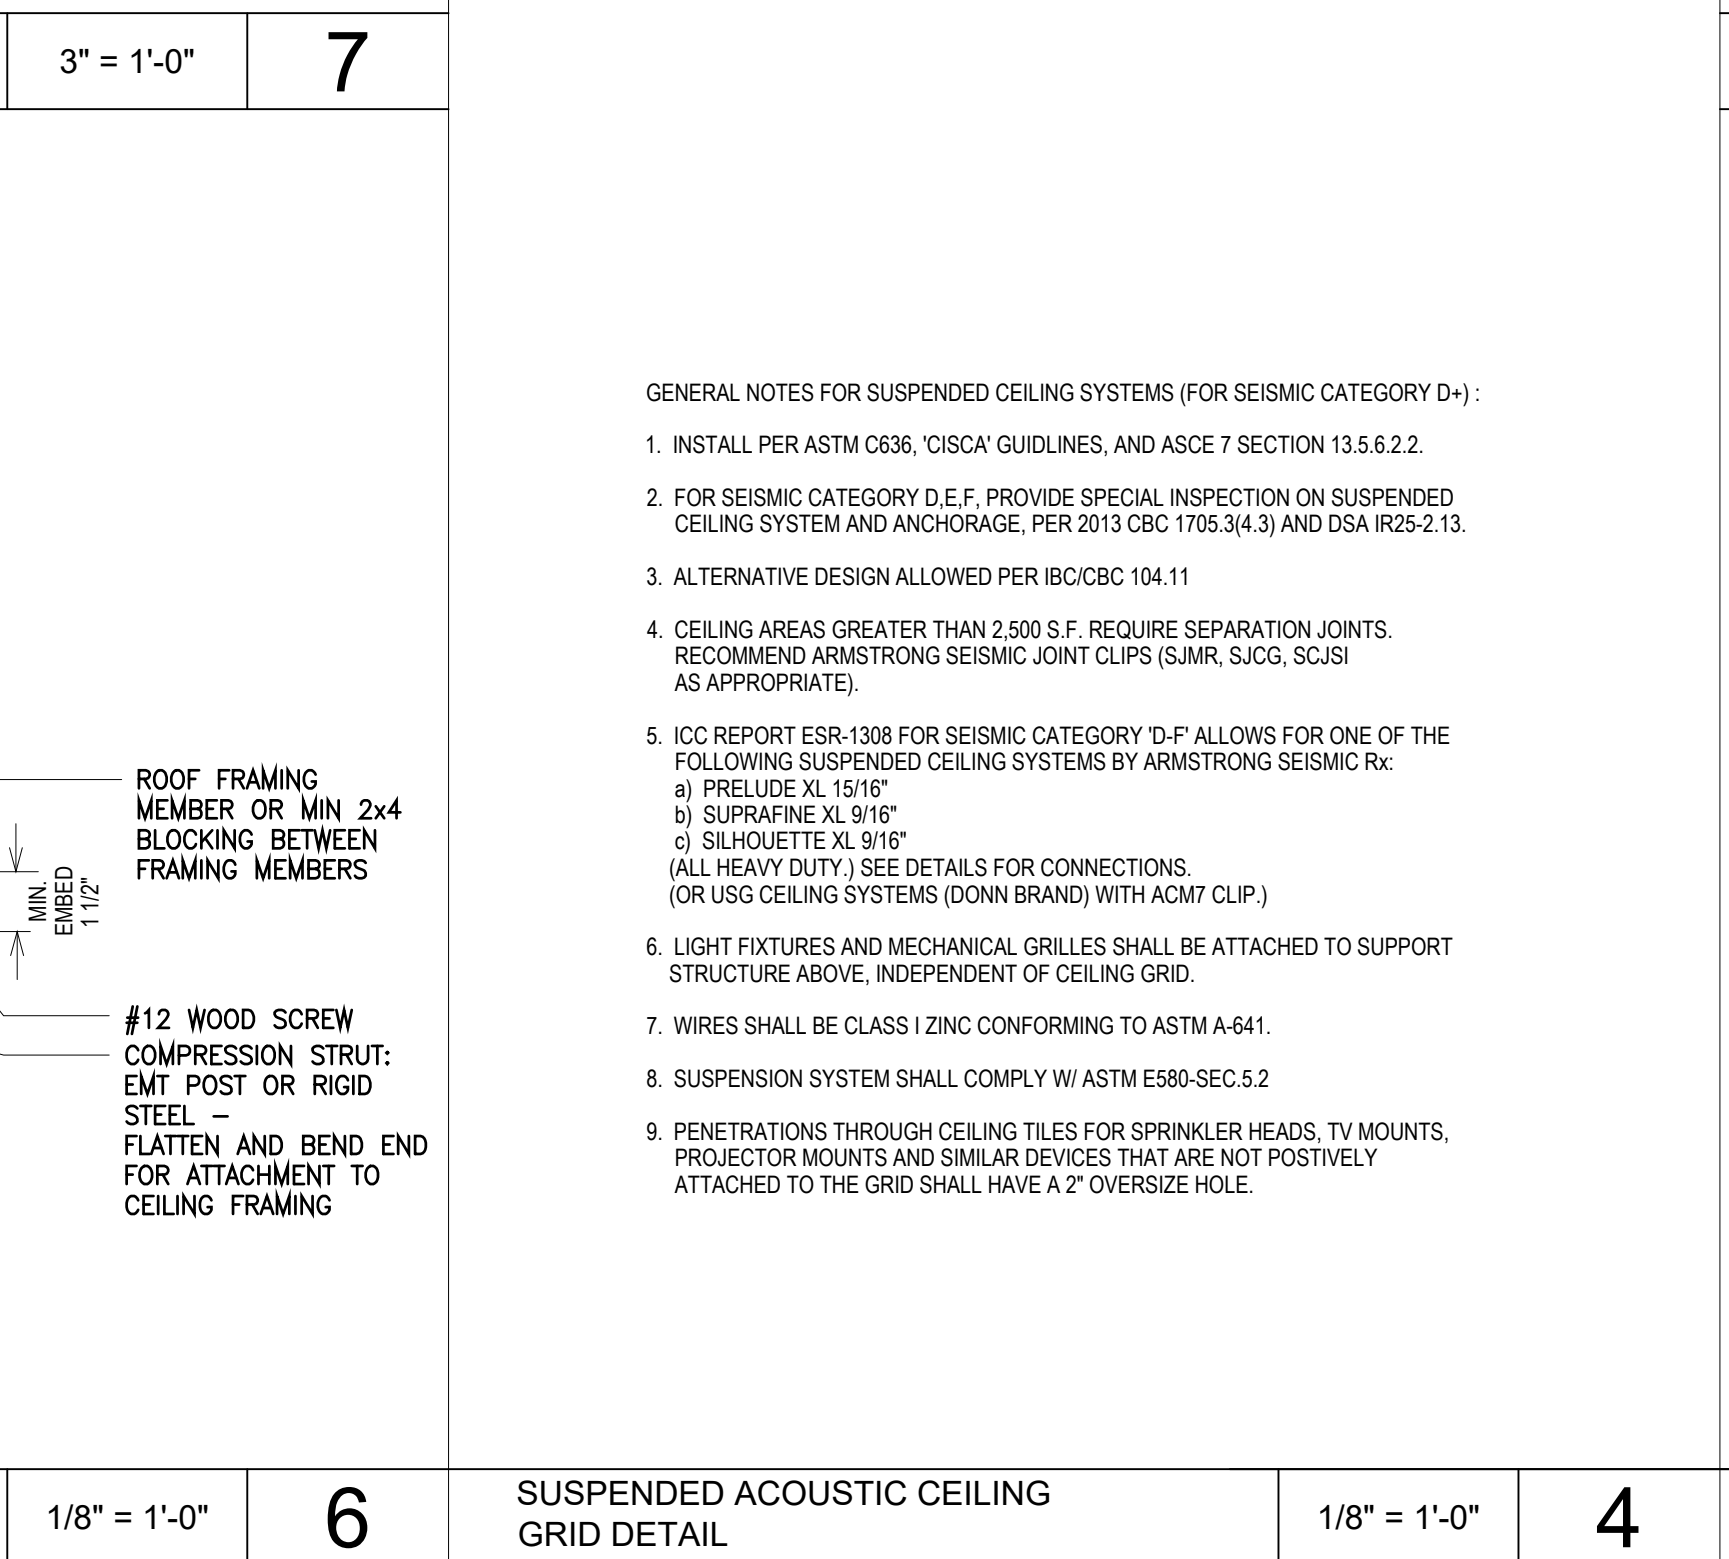 3" = 1'-0"
7
ROOF FRAMING
MEMBER OR MIN 2x4
BLOCKING BETWEEN
FRAMING MEMBERS
MIN.
EMBED
1 1/2"
#12 WOOD SCREW
COMPRESSION STRUT:
EMT POST OR RIGID
STEEL –
FLATTEN AND BEND END
FOR ATTACHMENT TO
CEILING FRAMING
1/8" = 1'-0"
6
GENERAL NOTES FOR SUSPENDED CEILING SYSTEMS (FOR SEISMIC CATEGORY D+) :
1. INSTALL PER ASTM C636, 'CISCA' GUIDLINES, AND ASCE 7 SECTION 13.5.6.2.2.
2. FOR SEISMIC CATEGORY D,E,F, PROVIDE SPECIAL INSPECTION ON SUSPENDED
CEILING SYSTEM AND ANCHORAGE, PER 2013 CBC 1705.3(4.3) AND DSA IR25-2.13.
3. ALTERNATIVE DESIGN ALLOWED PER IBC/CBC 104.11
4. CEILING AREAS GREATER THAN 2,500 S.F. REQUIRE SEPARATION JOINTS.
RECOMMEND ARMSTRONG SEISMIC JOINT CLIPS (SJMR, SJCG, SCJSI
AS APPROPRIATE).
5. ICC REPORT ESR-1308 FOR SEISMIC CATEGORY 'D-F' ALLOWS FOR ONE OF THE
FOLLOWING SUSPENDED CEILING SYSTEMS BY ARMSTRONG SEISMIC Rx:
a) PRELUDE XL 15/16"
b) SUPRAFINE XL 9/16"
c) SILHOUETTE XL 9/16"
(ALL HEAVY DUTY.) SEE DETAILS FOR CONNECTIONS.
(OR USG CEILING SYSTEMS (DONN BRAND) WITH ACM7 CLIP.)
6. LIGHT FIXTURES AND MECHANICAL GRILLES SHALL BE ATTACHED TO SUPPORT
STRUCTURE ABOVE, INDEPENDENT OF CEILING GRID.
7. WIRES SHALL BE CLASS I ZINC CONFORMING TO ASTM A-641.
8. SUSPENSION SYSTEM SHALL COMPLY W/ ASTM E580-SEC.5.2
9. PENETRATIONS THROUGH CEILING TILES FOR SPRINKLER HEADS, TV MOUNTS,
PROJECTOR MOUNTS AND SIMILAR DEVICES THAT ARE NOT POSTIVELY
ATTACHED TO THE GRID SHALL HAVE A 2" OVERSIZE HOLE.
SUSPENDED ACOUSTIC CEILING
GRID DETAIL
1/8" = 1'-0"
4